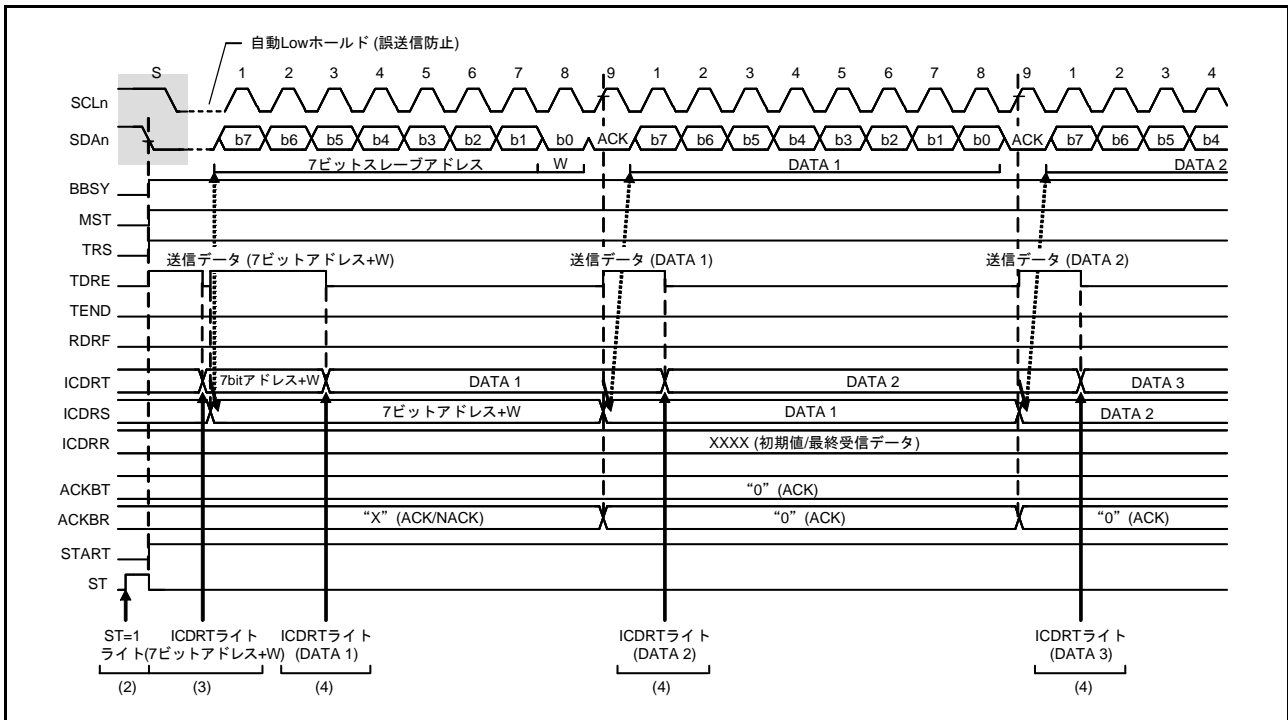 自動Lowホールド (誤送信防止)
S 1 2 3 4 5 6 7 8 9 1 2 3 4 5 6 7 8 9 1 2 3 4
SCLn
SDAn b7 b6 b5 b4 b3 b2 b1 b0 ACK b7 b6 b5 b4 b3 b2 b1 b0 ACK b7 b6 b5 b4
7ビットスレーブアドレス W DATA 1 DATA 2
BBSY
MST
TRS
送信データ (7ビットアドレス+W) 送信データ (DATA 1) 送信データ (DATA 2)
TDRE
TEND
RDRF
ICDRT 7bitアドレス+W DATA 1 DATA 2 DATA 3
ICDRS 7ビットアドレス+W DATA 1 DATA 2
ICDRR XXXX (初期値/最終受信データ)
ACKBT “0” (ACK)
ACKBR “X” (ACK/NACK) “0” (ACK) “0” (ACK)
START
ST
ST=1 ICDRTライト ICDRTライト ICDRTライト ICDRTライト
ライト(7ビットアドレス+W) (DATA 1) (DATA 2) (DATA 3)
(2) (3) (4) (4) (4)